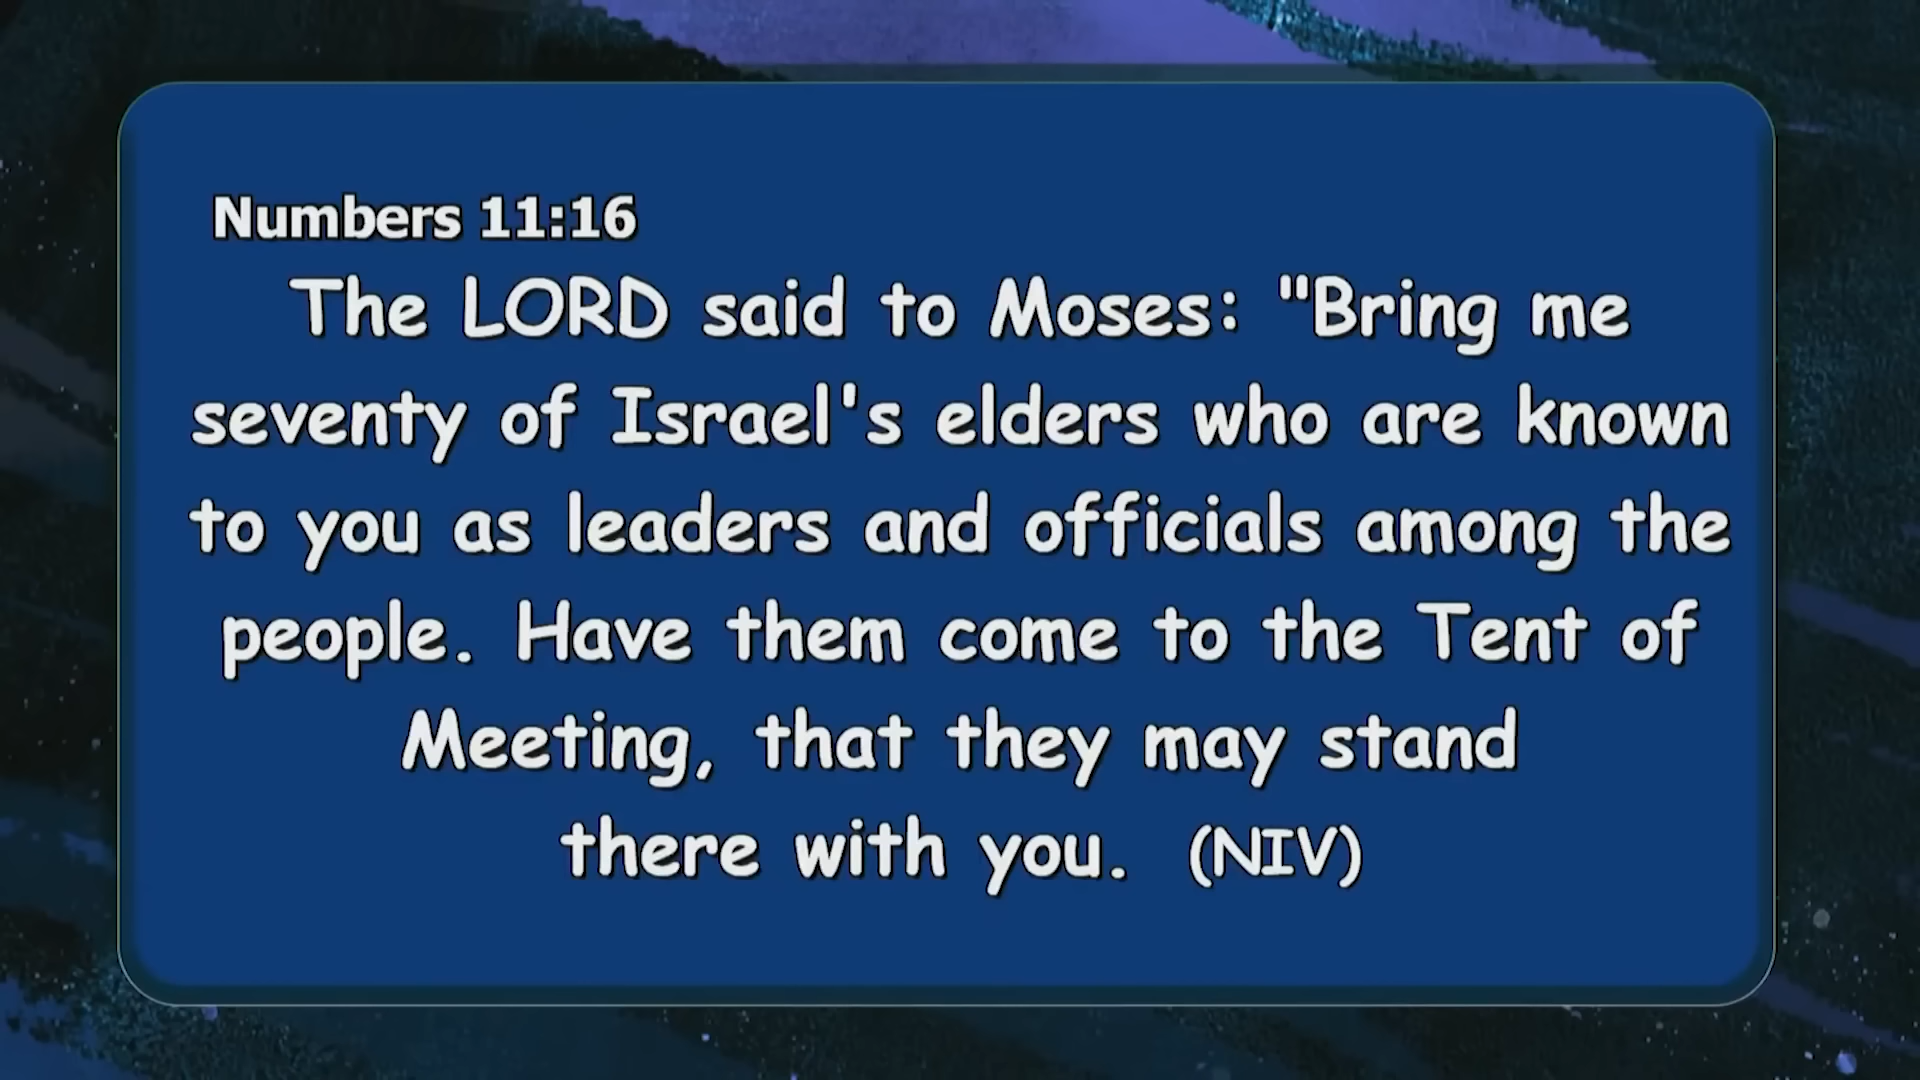 Numbers 11:16
The LORD said to Moses: "Bring me
seventy of Israel's elders who are known
to you as leaders and officials among the
people. Have them come to the Tent of
Meeting, that they may stand
there with you. (NIV)